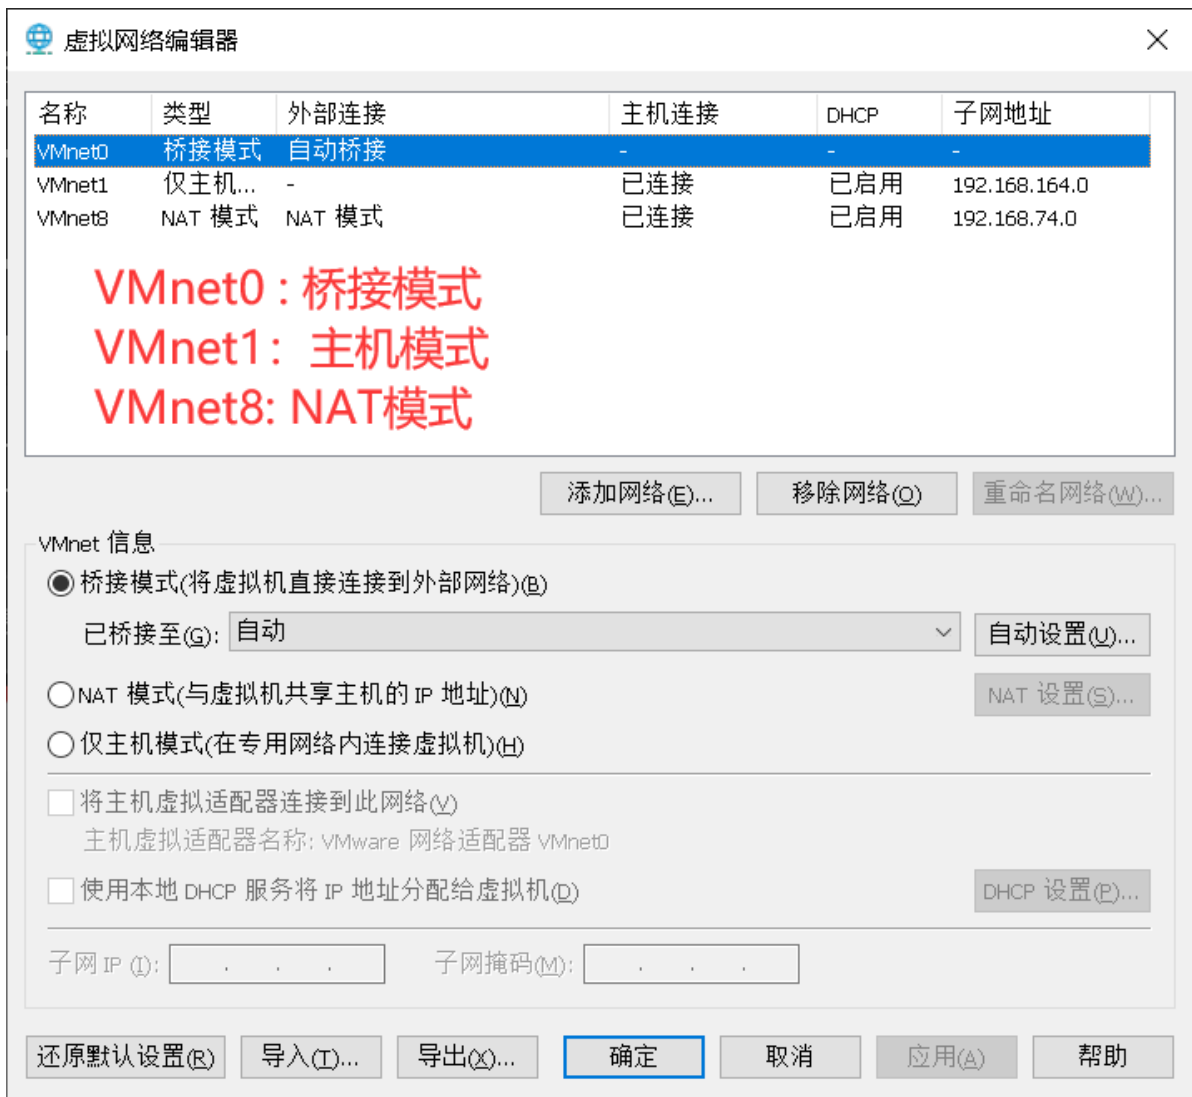 虚拟网络编辑器
名称 类型 外部连接 主机连接 DHCP 子网地址
VMnet0 桥接模式 自动桥接 - - -
VMnet1 仅主机... - 已连接 已启用 192.168.164.0
VMnet8 NAT 模式 NAT 模式 已连接 已启用 192.168.74.0
VMnet0 : 桥接模式
VMnet1： 主机模式
VMnet8: NAT模式
添加网络(E)... 移除网络(O) 重命名网络(W)...
VMnet 信息
桥接模式(将虚拟机直接连接到外部网络)(B)
已桥接至(G): 自动 自动设置(U)...
NAT 模式(与虚拟机共享主机的 IP 地址)(N) NAT 设置(S)...
仅主机模式(在专用网络内连接虚拟机)(H)
将主机虚拟适配器连接到此网络(V)
主机虚拟适配器名称: VMware 网络适配器 VMnet0
使用本地 DHCP 服务将 IP 地址分配给虚拟机(D) DHCP 设置(P)...
子网 IP (I): . . . 子网掩码(M): . . .
还原默认设置(R) 导入(T)... 导出(X)... 确定 取消 应用(A) 帮助